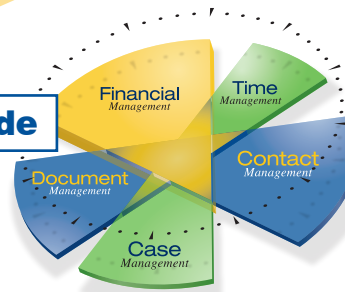 Financial
Management
Time
Management
de
Contact
Management
Document
Management
Case
Management